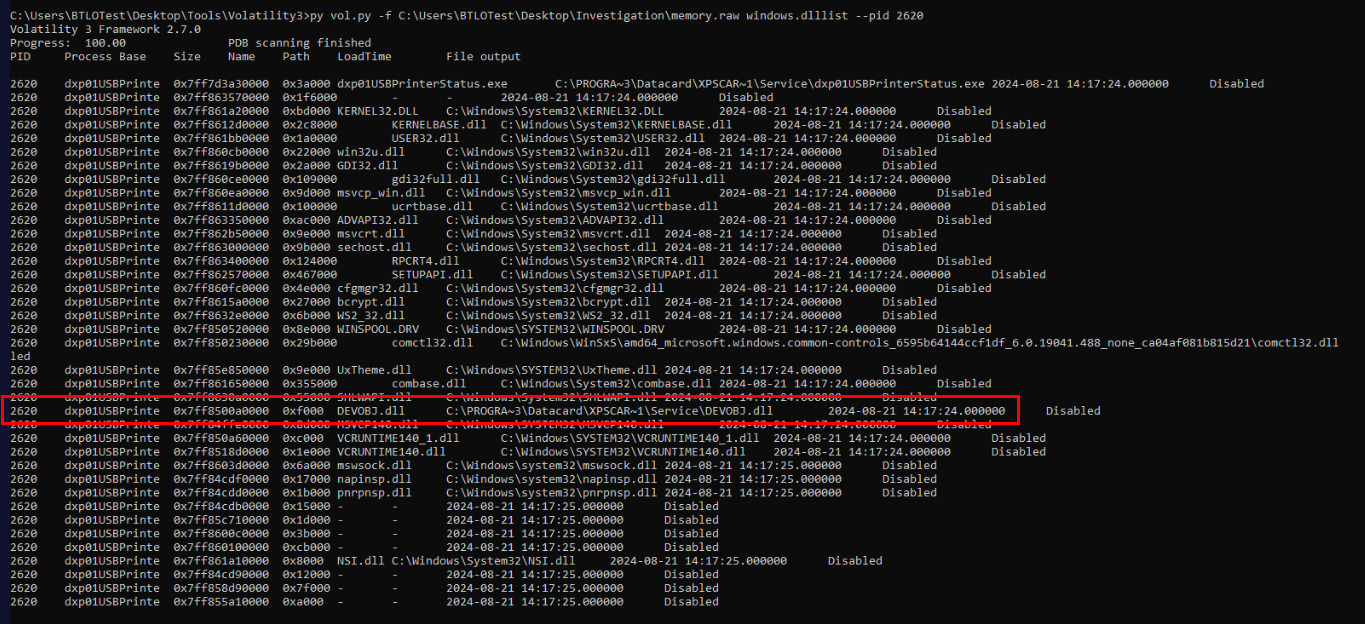 C:\Users\BTLOTest\Desktop\Tools\Volatility3>py vol.py -f C:\Users\BTLOTest\Desktop\Investigation\memory.raw windows.dlllist --pid 2620
Volatility 3 Framework 2.7.0
Progress: 100.00 PDB scanning finished
PID Process Base Size Name Path LoadTime File output
2620 dxp01USBPrinte 0x7ff7d3a30000 0x3a000 dxp01USBPrinterStatus.exe C:\PROGRA~3\Datacard\XPSCAR~1\Service\dxp01USBPrinterStatus.exe 2024-08-21 14:17:24.000000 Disabled
2620 dxp01USBPrinte 0x7ff863570000 0x1f6000 - - 2024-08-21 14:17:24.000000 Disabled
2620 dxp01USBPrinte 0x7ff861a20000 0xbd000 KERNEL32.DLL C:\Windows\System32\KERNEL32.DLL 2024-08-21 14:17:24.000000 Disabled
2620 dxp01USBPrinte 0x7ff8612d0000 0x2c8000 KERNELBASE.dll C:\Windows\System32\KERNELBASE.dll 2024-08-21 14:17:24.000000 Disabled
2620 dxp01USBPrinte 0x7ff861bb0000 0x1a0000 USER32.dll C:\Windows\System32\USER32.dll 2024-08-21 14:17:24.000000 Disabled
2620 dxp01USBPrinte 0x7ff860cb0000 0x22000 win32u.dll C:\Windows\System32\win32u.dll 2024-08-21 14:17:24.000000 Disabled
2620 dxp01USBPrinte 0x7ff8619b0000 0x2a000 GDI32.dll C:\Windows\System32\GDI32.dll 2024-08-21 14:17:24.000000 Disabled
2620 dxp01USBPrinte 0x7ff860ce0000 0x109000 gdi32full.dll C:\Windows\System32\gdi32full.dll 2024-08-21 14:17:24.000000 Disabled
2620 dxp01USBPrinte 0x7ff860ea0000 0x9d000 msvcp_win.dll C:\Windows\System32\msvcp_win.dll 2024-08-21 14:17:24.000000 Disabled
2620 dxp01USBPrinte 0x7ff8611d0000 0x100000 ucrtbase.dll C:\Windows\System32\ucrtbase.dll 2024-08-21 14:17:24.000000 Disabled
2620 dxp01USBPrinte 0x7ff863350000 0xac000 ADVAPI32.dll C:\Windows\System32\ADVAPI32.dll 2024-08-21 14:17:24.000000 Disabled
2620 dxp01USBPrinte 0x7ff862b50000 0x9e000 msvcrt.dll C:\Windows\System32\msvcrt.dll 2024-08-21 14:17:24.000000 Disabled
2620 dxp01USBPrinte 0x7ff863000000 0x9b000 sechost.dll C:\Windows\System32\sechost.dll 2024-08-21 14:17:24.000000 Disabled
2620 dxp01USBPrinte 0x7ff863400000 0x124000 RPCRT4.dll C:\Windows\System32\RPCRT4.dll 2024-08-21 14:17:24.000000 Disabled
2620 dxp01USBPrinte 0x7ff862570000 0x467000 SETUPAPI.dll C:\Windows\System32\SETUPAPI.dll 2024-08-21 14:17:24.000000 Disabled
2620 dxp01USBPrinte 0x7ff860fc0000 0x4e000 cfgmgr32.dll C:\Windows\System32\cfgmgr32.dll 2024-08-21 14:17:24.000000 Disabled
2620 dxp01USBPrinte 0x7ff8615a0000 0x27000 bcrypt.dll C:\Windows\System32\bcrypt.dll 2024-08-21 14:17:24.000000 Disabled
2620 dxp01USBPrinte 0x7ff8632e0000 0x6b000 WS2_32.dll C:\Windows\System32\WS2_32.dll 2024-08-21 14:17:24.000000 Disabled
2620 dxp01USBPrinte 0x7ff850520000 0x8e000 WINSPOOL.DRV C:\Windows\SYSTEM32\WINSPOOL.DRV 2024-08-21 14:17:24.000000 Disabled
2620 dxp01USBPrinte 0x7ff850230000 0x29b000 comctl32.dll C:\Windows\WinSxS\amd64_microsoft.windows.common-controls_6595b64144ccf1df_6.0.19041.488_none_ca04af081b815d21\comctl32.dll
led
2620 dxp01USBPrinte 0x7ff85e850000 0x9e000 UxTheme.dll C:\Windows\SYSTEM32\UxTheme.dll 2024-08-21 14:17:24.000000 Disabled
2620 dxp01USBPrinte 0x7ff861650000 0x355000 combase.dll C:\Windows\System32\combase.dll 2024-08-21 14:17:24.000000 Disabled
2620 dxp01USBPrinte 0x55000 SHLWAPI.dll C:\Windows\System32\SHLWAPI.dll 2024-08-21 14:17:24.000000 Disabled
2620 dxp01USBPrinte 0x7ff8500a0000 0xf000 DEVOBJ.dll C:\PROGRA~3\Datacard\XPSCAR~1\Service\DEVOBJ.dll 2024-08-21 14:17:24.000000 Disabled
2620 dxp01USBPrinte 0x8d000 MSVCP140.dll C:\Windows\SYSTEM32\MSVCP140.dll 2024-08-21 14:17:24.000000 Disabled
2620 dxp01USBPrinte 0x7ff850a60000 0xc000 VCRUNTIME140_1.dll C:\Windows\SYSTEM32\VCRUNTIME140_1.dll 2024-08-21 14:17:24.000000 Disabled
2620 dxp01USBPrinte 0x7ff8518d0000 0x1e000 VCRUNTIME140.dll C:\Windows\SYSTEM32\VCRUNTIME140.dll 2024-08-21 14:17:24.000000 Disabled
2620 dxp01USBPrinte 0x7ff8603d0000 0x6a000 mswsock.dll C:\Windows\system32\mswsock.dll 2024-08-21 14:17:25.000000 Disabled
2620 dxp01USBPrinte 0x7ff84cdf0000 0x17000 napinsp.dll C:\Windows\system32\napinsp.dll 2024-08-21 14:17:25.000000 Disabled
2620 dxp01USBPrinte 0x7ff84cdd0000 0x1b000 pnrpnsp.dll C:\Windows\system32\pnrpnsp.dll 2024-08-21 14:17:25.000000 Disabled
2620 dxp01USBPrinte 0x7ff84cdb0000 0x15000 - - 2024-08-21 14:17:25.000000 Disabled
2620 dxp01USBPrinte 0x7ff85c710000 0x1d000 - - 2024-08-21 14:17:25.000000 Disabled
2620 dxp01USBPrinte 0x7ff8600c0000 0x3b000 - - 2024-08-21 14:17:25.000000 Disabled
2620 dxp01USBPrinte 0x7ff860100000 0xcb000 - - 2024-08-21 14:17:25.000000 Disabled
2620 dxp01USBPrinte 0x7ff861a10000 0x8000 NSI.dll C:\Windows\System32\NSI.dll 2024-08-21 14:17:25.000000 Disabled
2620 dxp01USBPrinte 0x7ff84cd90000 0x12000 - - 2024-08-21 14:17:25.000000 Disabled
2620 dxp01USBPrinte 0x7ff858d90000 0x7f000 - - 2024-08-21 14:17:25.000000 Disabled
2620 dxp01USBPrinte 0x7ff855a10000 0xa000 - - 2024-08-21 14:17:25.000000 Disabled